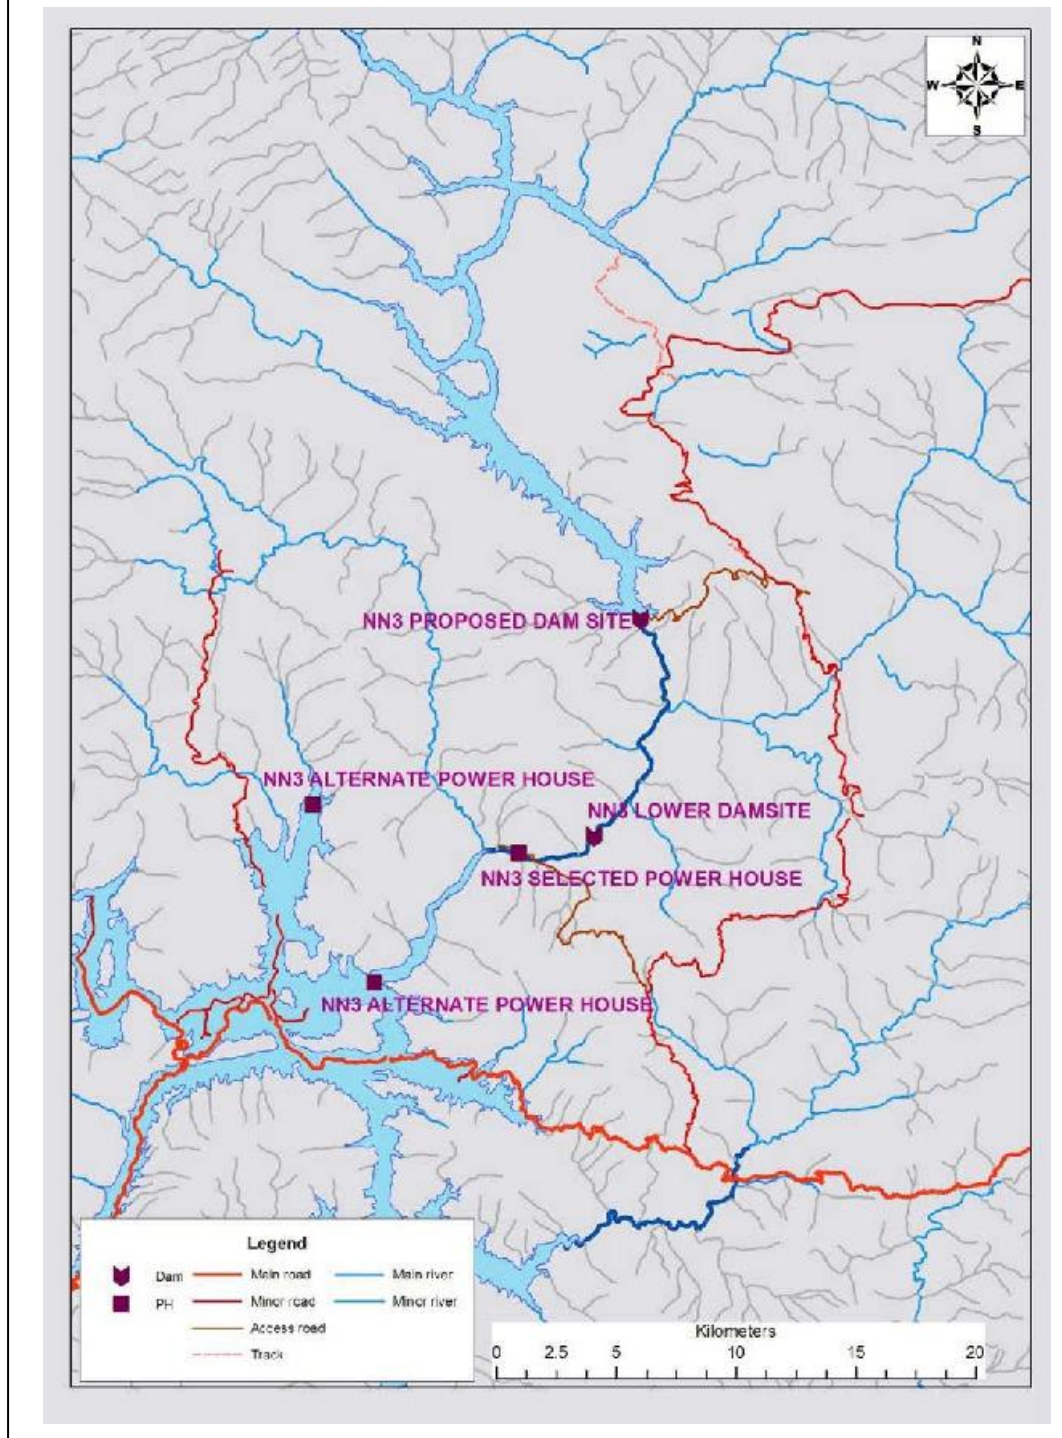 N
W E
S
NN3 PROPOSED DAM SITE
NN3 ALTERNATE POWER HOUSE
NN3 LOWER DAMSITE
NN3 SELECTED POWER HOUSE
NN3 ALTERNATE POWER HOUSE
Legend
Dam Main road Main river
PH Minor road Minor river
Access road
Track
Kilometers
0 2.5 5 10 15 20